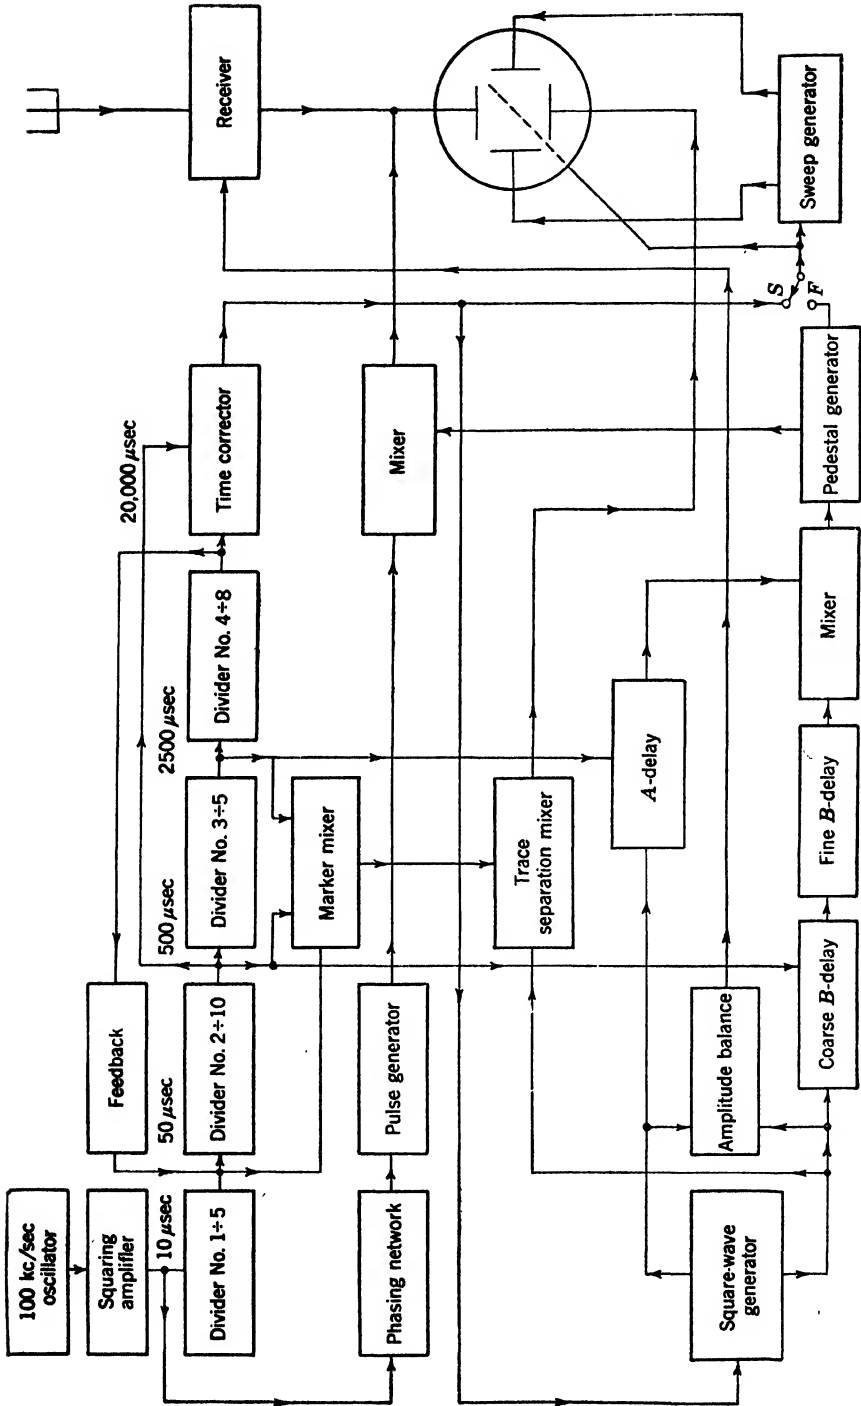 100 kc/sec
oscillator
Squaring
amplifier
10 μsec
Divider No. 1÷5
Feedback
50 μsec
Divider No. 2÷10
500 μsec
Divider No. 3÷5
2500 μsec
Divider No. 4÷8
20,000 μsec
Time corrector
Receiver
Marker mixer
Phasing network
Pulse generator
Mixer
Trace
separation mixer
A-delay
Square-wave
generator
Amplitude balance
Coarse B-delay
Fine B-delay
Mixer
Pedestal generator
S
F
Sweep generator